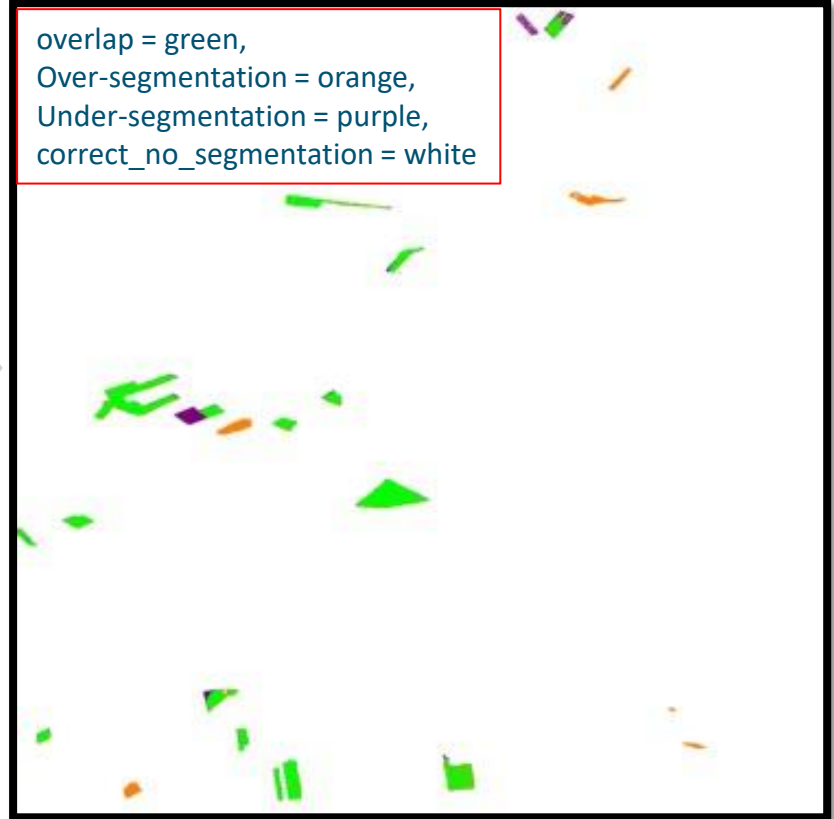 overlap = green,
Over-segmentation = orange,
Under-segmentation = purple,
correct_no_segmentation = white